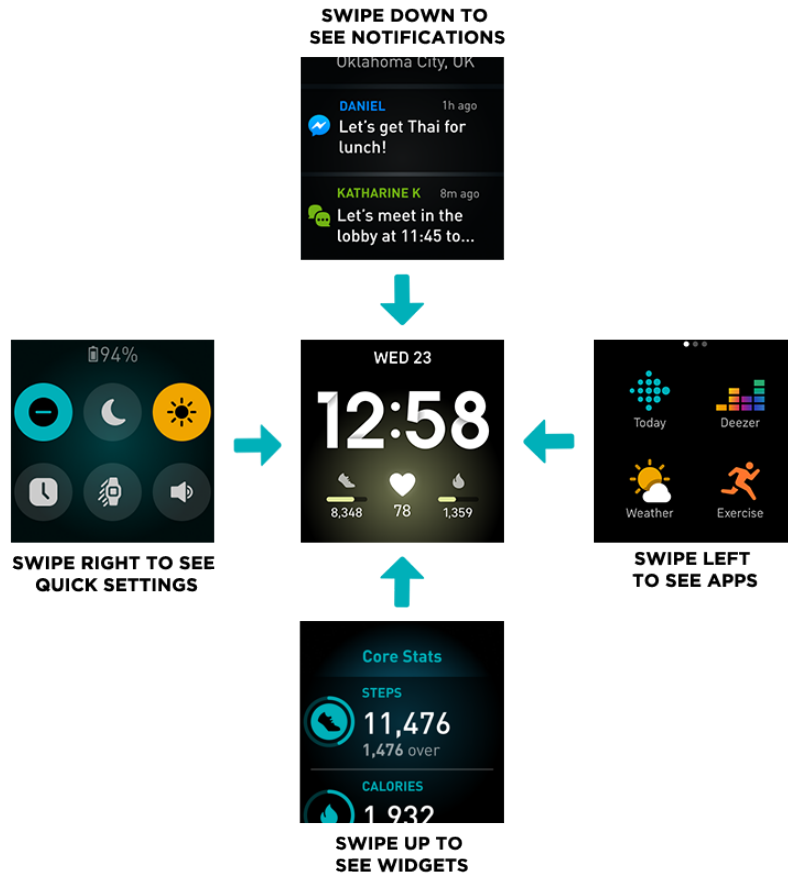 SWIPE DOWN TO
SEE NOTIFICATIONS
Oklahoma City, OK
DANIEL 1h ago
Let's get Thai for
lunch!
KATHARINE K 8m ago
Let's meet in the
lobby at 11:45 to...
94%
SWIPE RIGHT TO SEE
QUICK SETTINGS
WED 23
12:58
8,348 78 1,359
Today Deezer
Weather Exercise
SWIPE LEFT
TO SEE APPS
Core Stats
STEPS
11,476
1,476 over
CALORIES
1,932
SWIPE UP TO
SEE WIDGETS